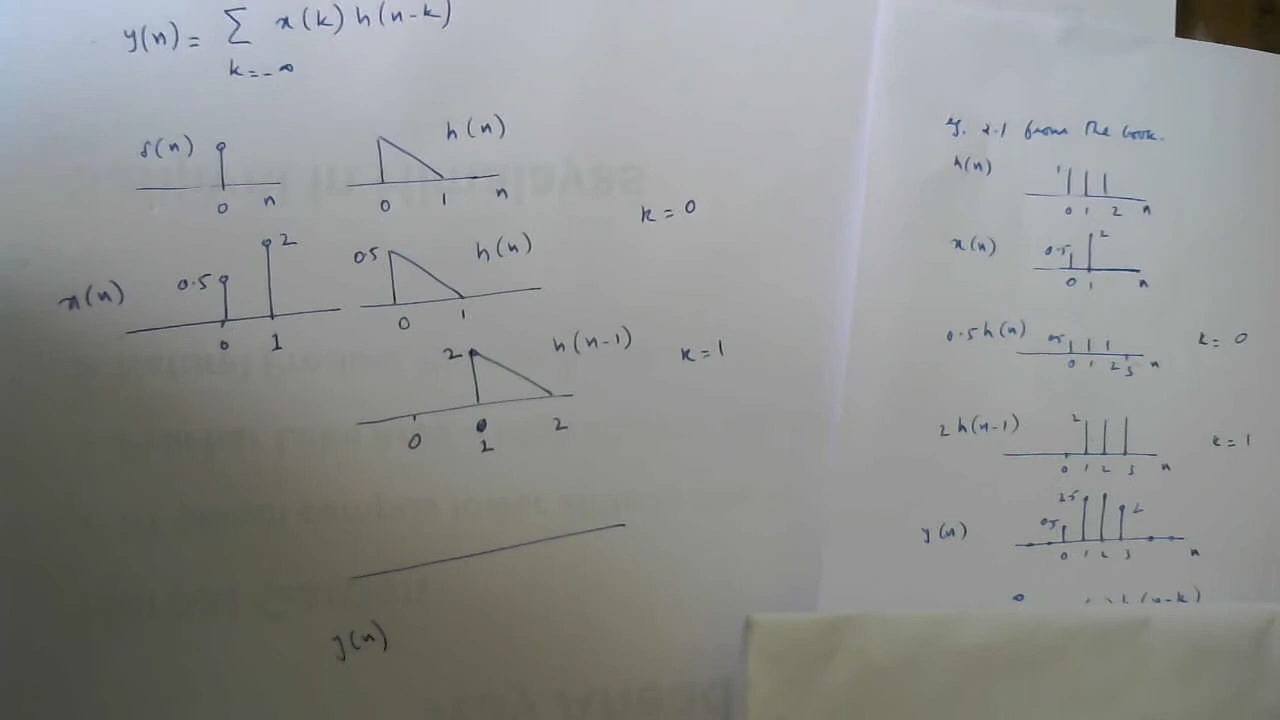 y(n) = Σ x(k) h(n-k)
k=-∞
δ(n)
0 n
h(n)
0 1 n
k = 0
x(n)
0.5 2
0 1
0.5 h(n)
0 1
2 h(n-1)
k=1
0 1 2
y(n)
2.1 from the book.
h(n)
1
0 1 2 n
x(n)
0.5 2
0 1 n
0.5 h(n)
0.5
0 1 2 3 n
k = 0
2 h(n-1)
2
0 1 2 3 n
k = 1
y(n)
0.5 2.5 2
0 1 2 3 n